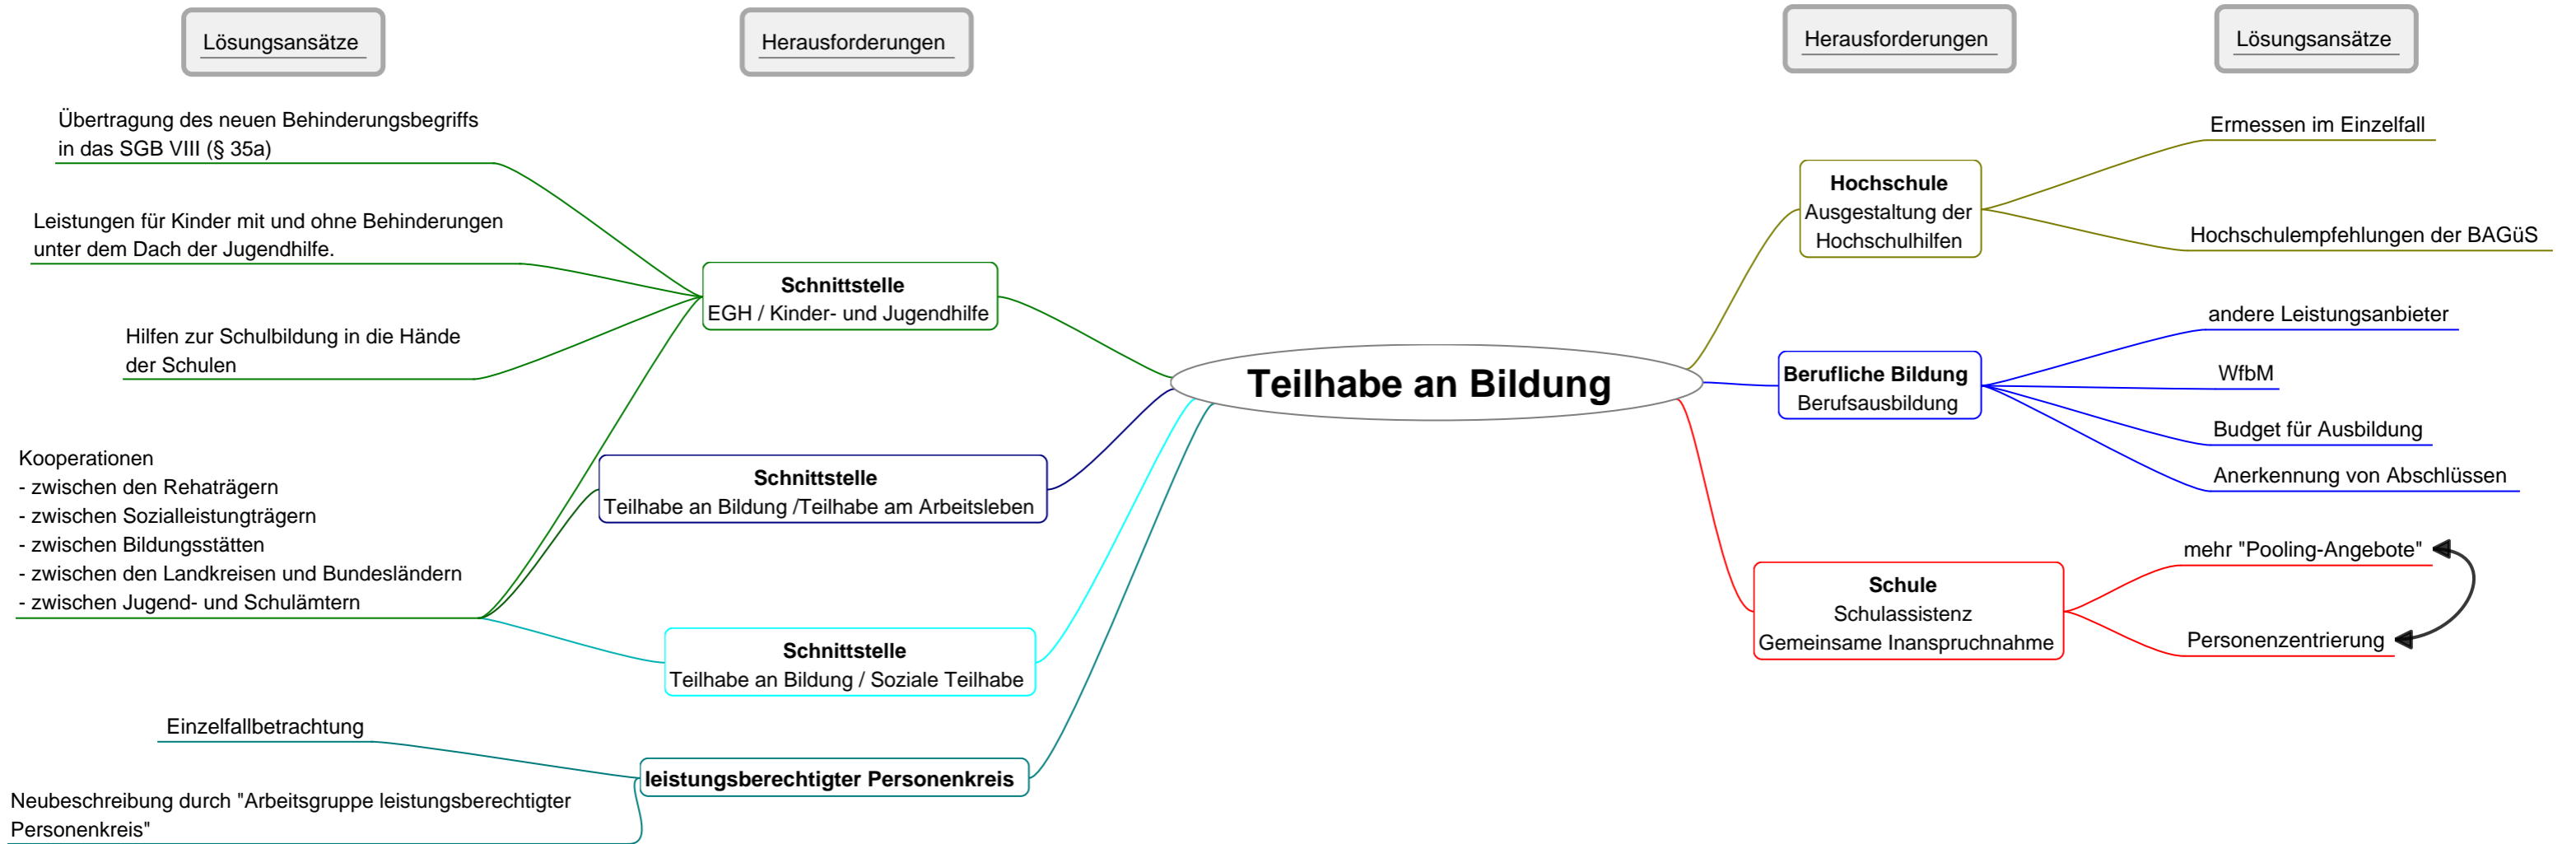 Lösungsansätze
Herausforderungen
Herausforderungen
Lösungsansätze
Übertragung des neuen Behinderungsbegriffs
in das SGB VIII (§ 35a)
Leistungen für Kinder mit und ohne Behinderungen
unter dem Dach der Jugendhilfe.
Hilfen zur Schulbildung in die Hände
der Schulen
Kooperationen
- zwischen den Rehaträgern
- zwischen Sozialleistungträgern
- zwischen Bildungsstätten
- zwischen den Landkreisen und Bundesländern
- zwischen Jugend- und Schulämtern
Einzelfallbetrachtung
Neubeschreibung durch "Arbeitsgruppe leistungsberechtigter
Personenkreis"
Schnittstelle
EGH / Kinder- und Jugendhilfe
Schnittstelle
Teilhabe an Bildung /Teilhabe am Arbeitsleben
Schnittstelle
Teilhabe an Bildung / Soziale Teilhabe
leistungsberechtigter Personenkreis
Teilhabe an Bildung
Hochschule
Ausgestaltung der
Hochschulhilfen
Berufliche Bildung
Berufsausbildung
Schule
Schulassistenz
Gemeinsame Inanspruchnahme
Ermessen im Einzelfall
Hochschulempfehlungen der BAGüS
andere Leistungsanbieter
WfbM
Budget für Ausbildung
Anerkennung von Abschlüssen
mehr "Pooling-Angebote"
Personenzentrierung